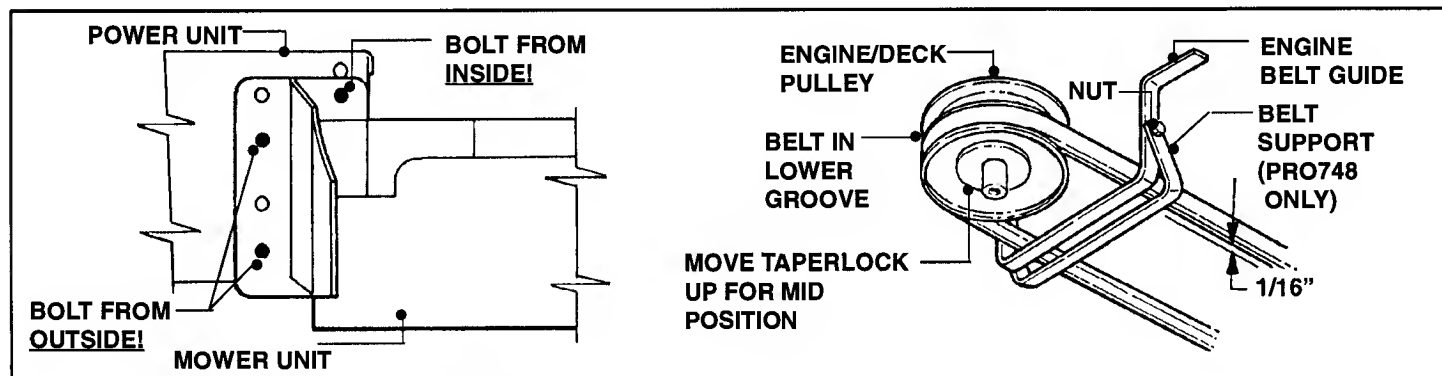 POWER UNIT
BOLT FROM
INSIDE!
BOLT FROM
OUTSIDE!
MOWER UNIT
ENGINE/DECK
PULLEY
BELT IN
LOWER
GROOVE
MOVE TAPERLOCK
UP FOR MID
POSITION
NUT
ENGINE
BELT GUIDE
BELT
SUPPORT
(PRO748
ONLY)
1/16"